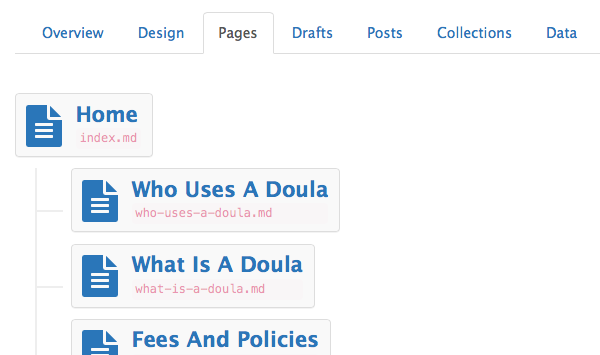 Overview Design Pages Drafts Posts Collections Data
Home
index.md
Who Uses A Doula
who-uses-a-doula.md
What Is A Doula
what-is-a-doula.md
Fees And Policies